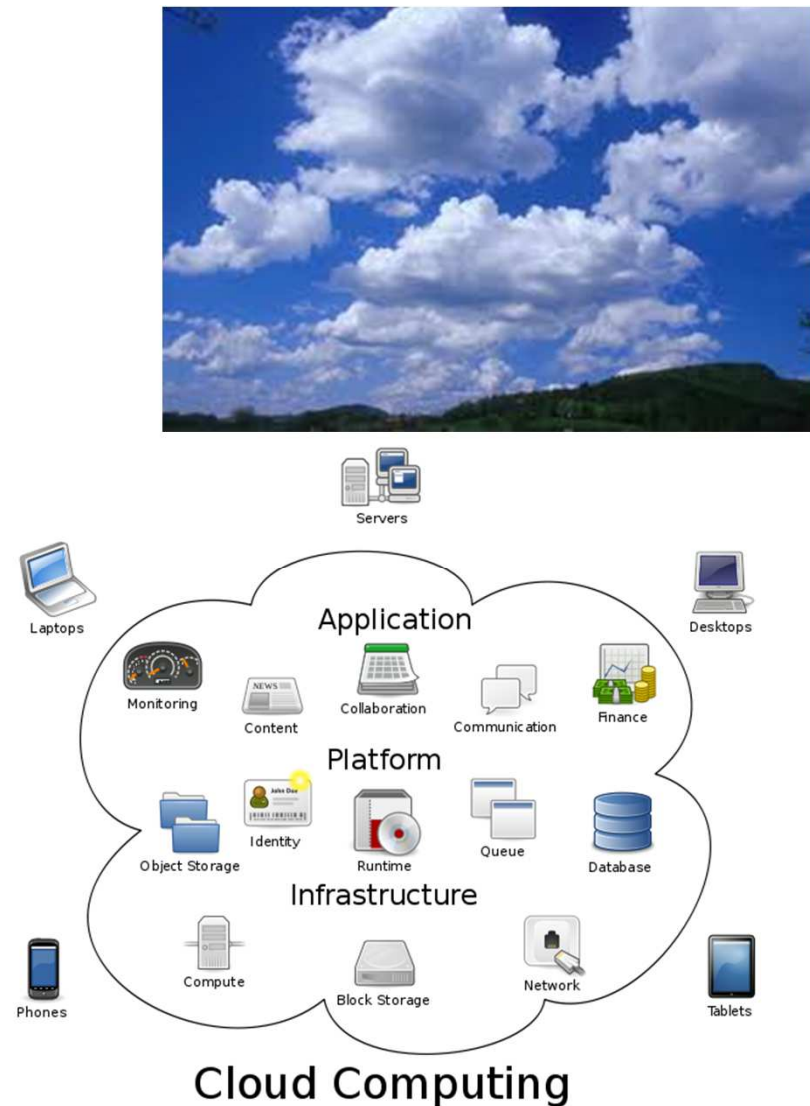 Servers
Laptops
Desktops
Application
Monitoring
NEWS
Content
Collaboration
Communication
Finance
Platform
John Doe
Object Storage
Identity
Runtime
Queue
Database
Infrastructure
Compute
Block Storage
Network
Phones
Tablets
Cloud Computing